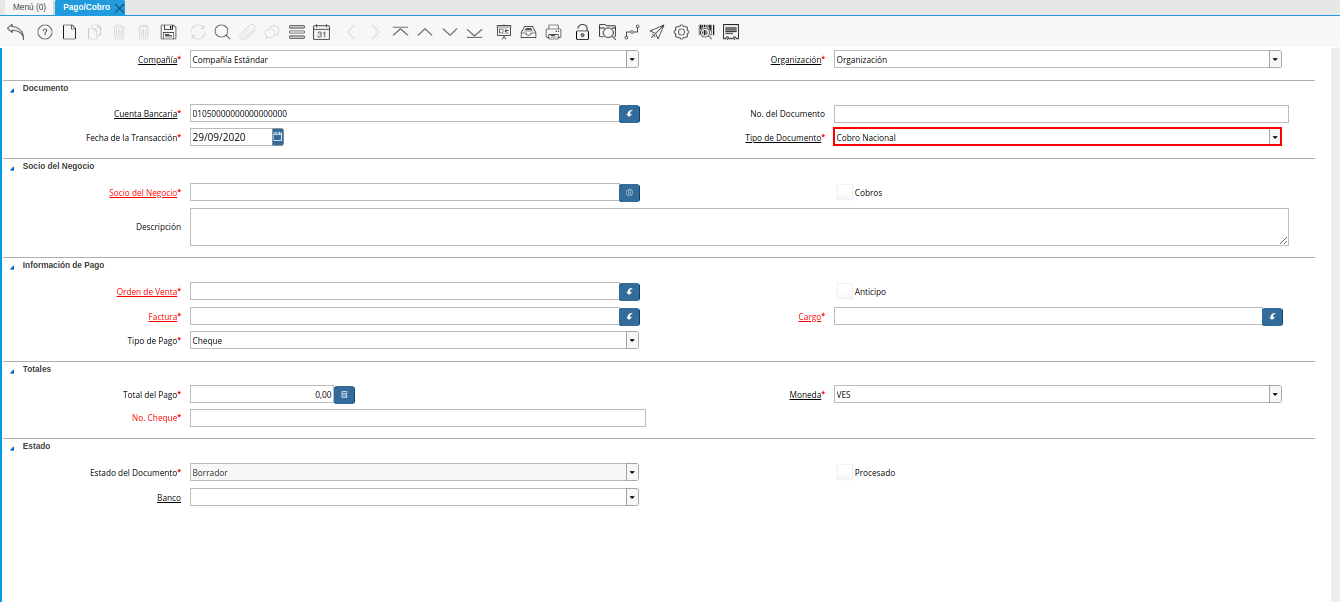 Menú (0) Pago/Cobro
31
Compañía* Compañía Estándar Organización* Organización
Documento
Cuenta Bancaria* 01050000000000000000 No. del Documento
Fecha de la Transacción* 29/09/2020 Tipo de Documento* Cobro Nacional
Socio del Negocio
Socio del Negocio* Cobros
Descripción
Información de Pago
Orden de Venta* Anticipo
Factura* Cargo*
Tipo de Pago* Cheque
Totales
Total del Pago* 0,00 Moneda* VES
No. Cheque*
Estado
Estado del Documento* Borrador Procesado
Banco